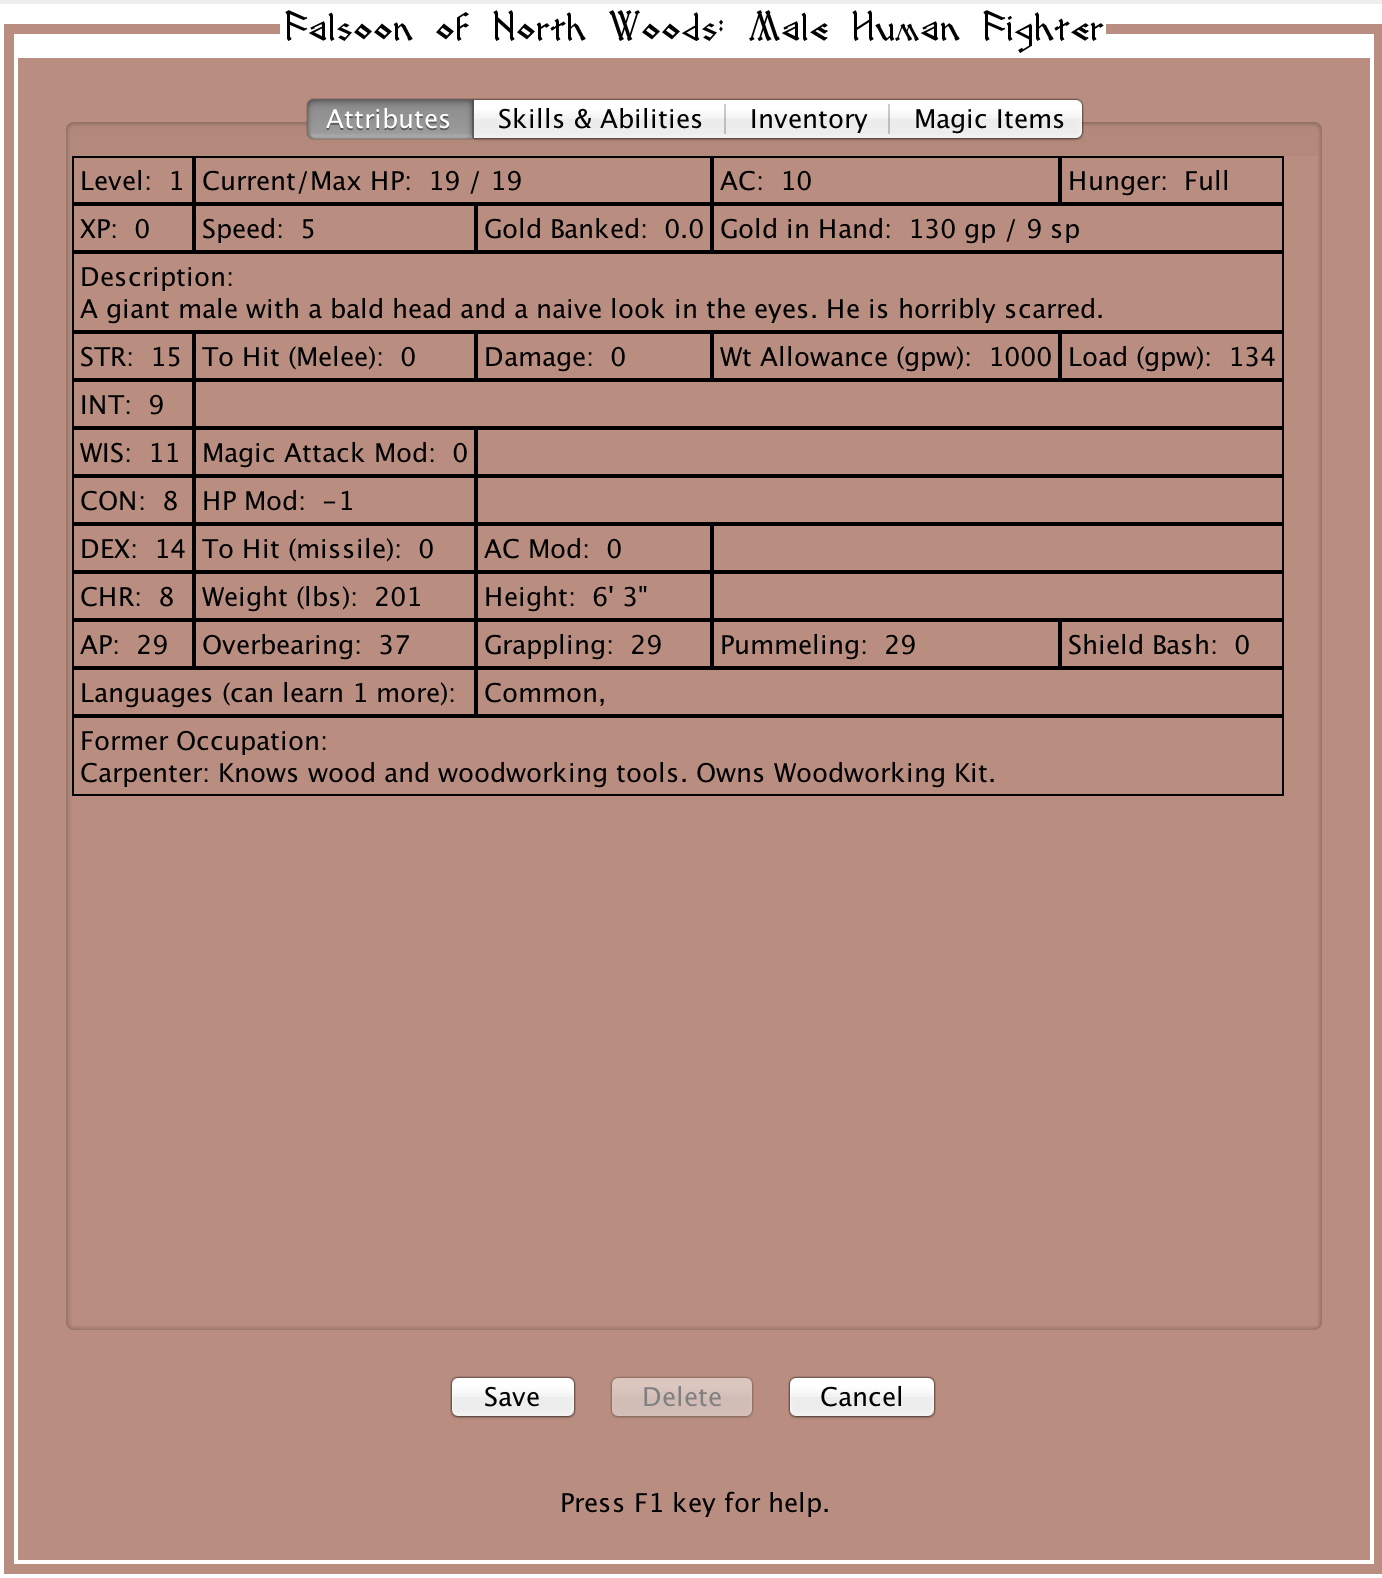 Falsoon of North Woods: Male Human Fighter
Attributes Skills & Abilities Inventory Magic Items
Level: 1 Current/Max HP: 19 / 19 AC: 10 Hunger: Full
XP: 0 Speed: 5 Gold Banked: 0.0 Gold in Hand: 130 gp / 9 sp
Description:
A giant male with a bald head and a naive look in the eyes. He is horribly scarred.
STR: 15 To Hit (Melee): 0 Damage: 0 Wt Allowance (gpw): 1000 Load (gpw): 134
INT: 9
WIS: 11 Magic Attack Mod: 0
CON: 8 HP Mod: -1
DEX: 14 To Hit (missile): 0 AC Mod: 0
CHR: 8 Weight (lbs): 201 Height: 6' 3"
AP: 29 Overbearing: 37 Grappling: 29 Pummeling: 29 Shield Bash: 0
Languages (can learn 1 more): Common,
Former Occupation:
Carpenter: Knows wood and woodworking tools. Owns Woodworking Kit.
Save Delete Cancel
Press F1 key for help.